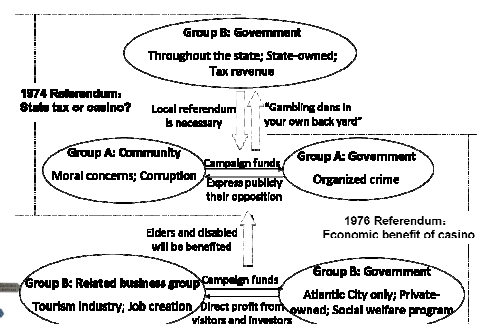 Group B: Government
Throughout the state; State-owned;
Tax revenue
1974 Referendum:
State tax or casino?
Local referendum
is necessary
"Gambling dens in
your own back yard"
Group A: Community
Moral concerns; Corruption
Campaign funds
Express publicly
their opposition
Group A: Government
Organized crime
1976 Referendum:
Economic benefit of casino
Elders and disabled
will be benefited
Group B: Related business group
Tourism industry; Job creation
Campaign funds
Direct profit from
visitors and investors
Group B: Government
Atlantic City only; Private-
owned; Social welfare program